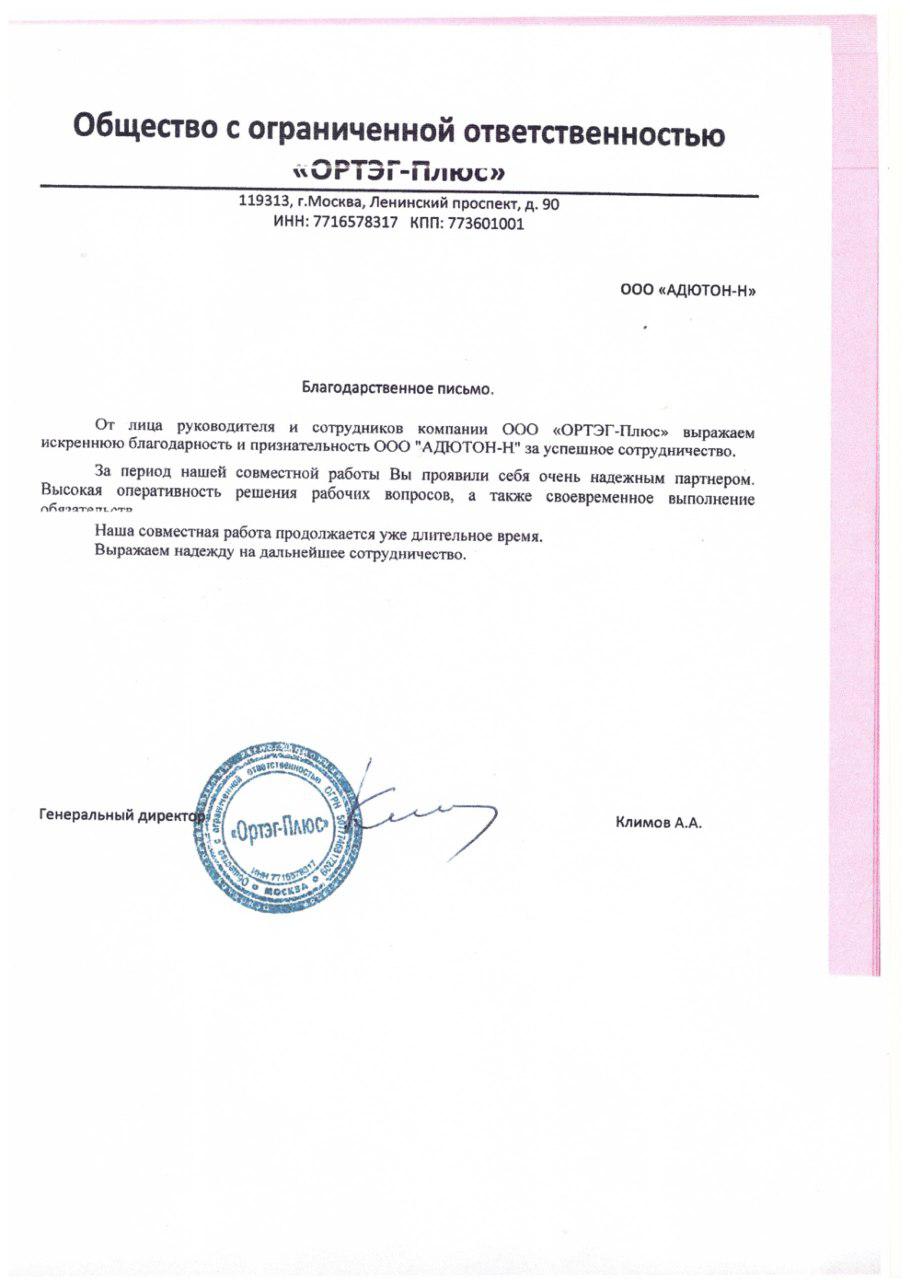 Общество с ограниченной ответственностью
«ОРТЭГ-Плюс»
119313, г.Москва, Ленинский проспект, д. 90
ИНН: 7716578317 КПП: 773601001
ООО «АДЮТОН-Н»
Благодарственное письмо.
От лица руководителя и сотрудников компании ООО «ОРТЭГ-Плюс» выражаем
искреннюю благодарность и признательность ООО "АДЮТОН-Н" за успешное сотрудничество.
За период нашей совместной работы Вы проявили себя очень надежным партнером.
Высокая оперативность решения рабочих вопросов, а также своевременное выполнение
обязательств
Наша совместная работа продолжается уже длительное время.
Выражаем надежду на дальнейшее сотрудничество.
Генеральный директор
Общество с ограниченной ответственностью ОГРН
«Ортэг-Плюс»
ИНН 7716578317
МОСКВА
Климов А.А.